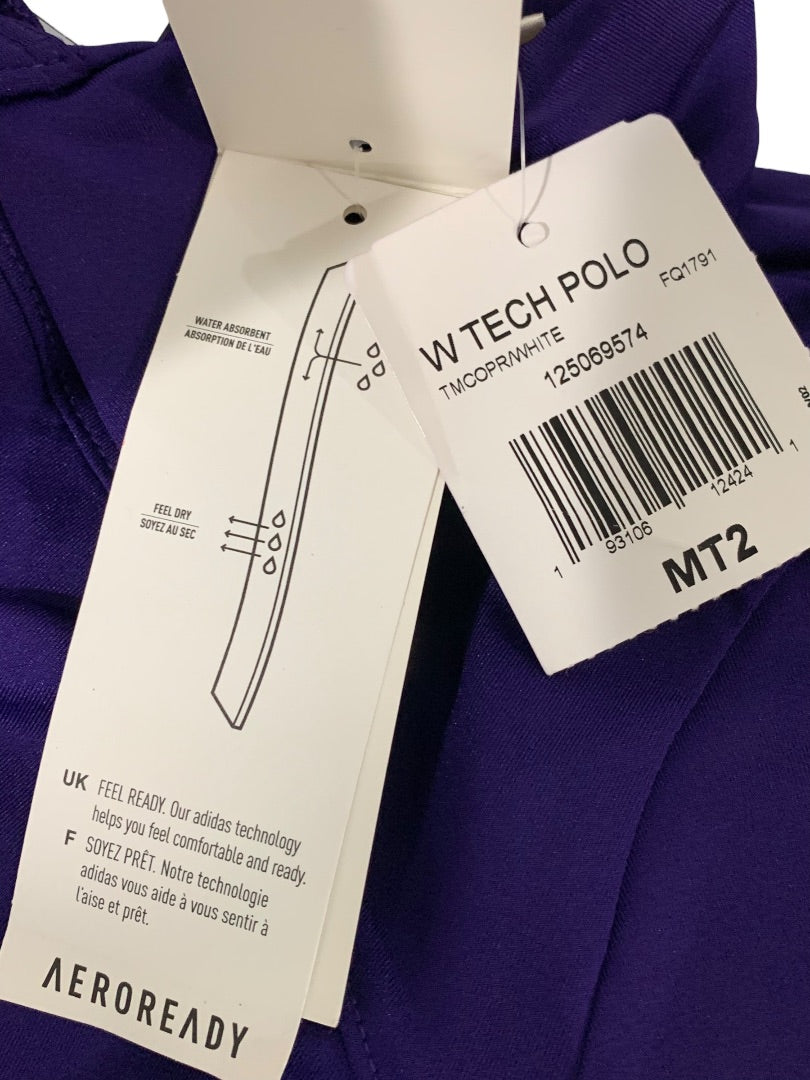 WATER ABSORBENT
ABSORPTION DE L'EAU
FEEL DRY
SOYEZ AU SEC
UK FEEL READY. Our adidas technology
helps you feel comfortable and ready.
F SOYEZ PRÊT. Notre technologie
adidas vous aide à vous sentir à
l'aise et prêt.
AEROREADY
W TECH POLO
FQ1791
TMCOPR/WHITE
125069574
1 93106 12424 1
MT2